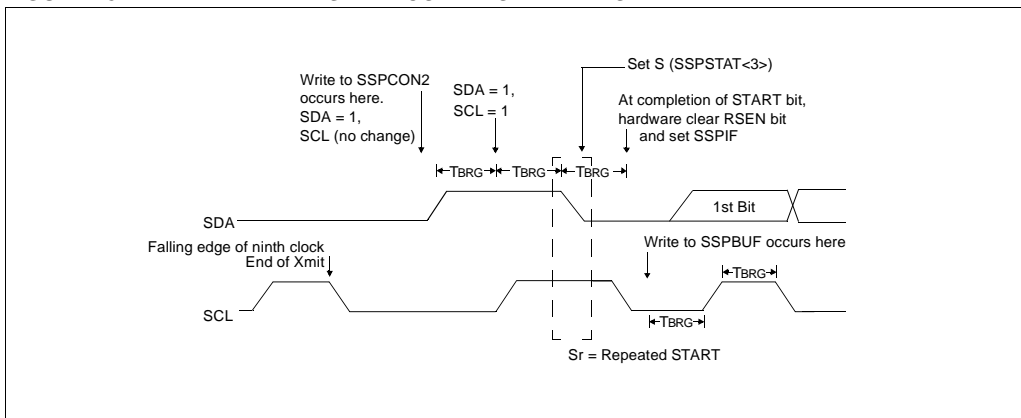 Set S (SSPSTAT<3>)
Write to SSPCON2
occurs here.
SDA = 1,
SCL (no change)
SDA = 1,
SCL = 1
At completion of START bit,
hardware clear RSEN bit
and set SSPIF
TBRG
TBRG
TBRG
SDA
1st Bit
Falling edge of ninth clock
End of Xmit
Write to SSPBUF occurs here
TBRG
SCL
TBRG
Sr = Repeated START